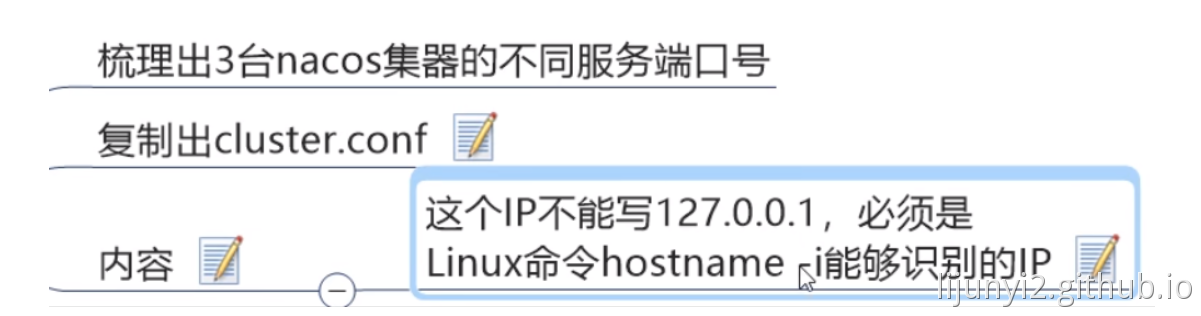 梳理出3台nacos集器的不同服务端口号
复制出cluster.conf
这个IP不能写127.0.0.1，必须是
内容
Linux命令hostname -i能够识别的IP
lijunyi2.github.io